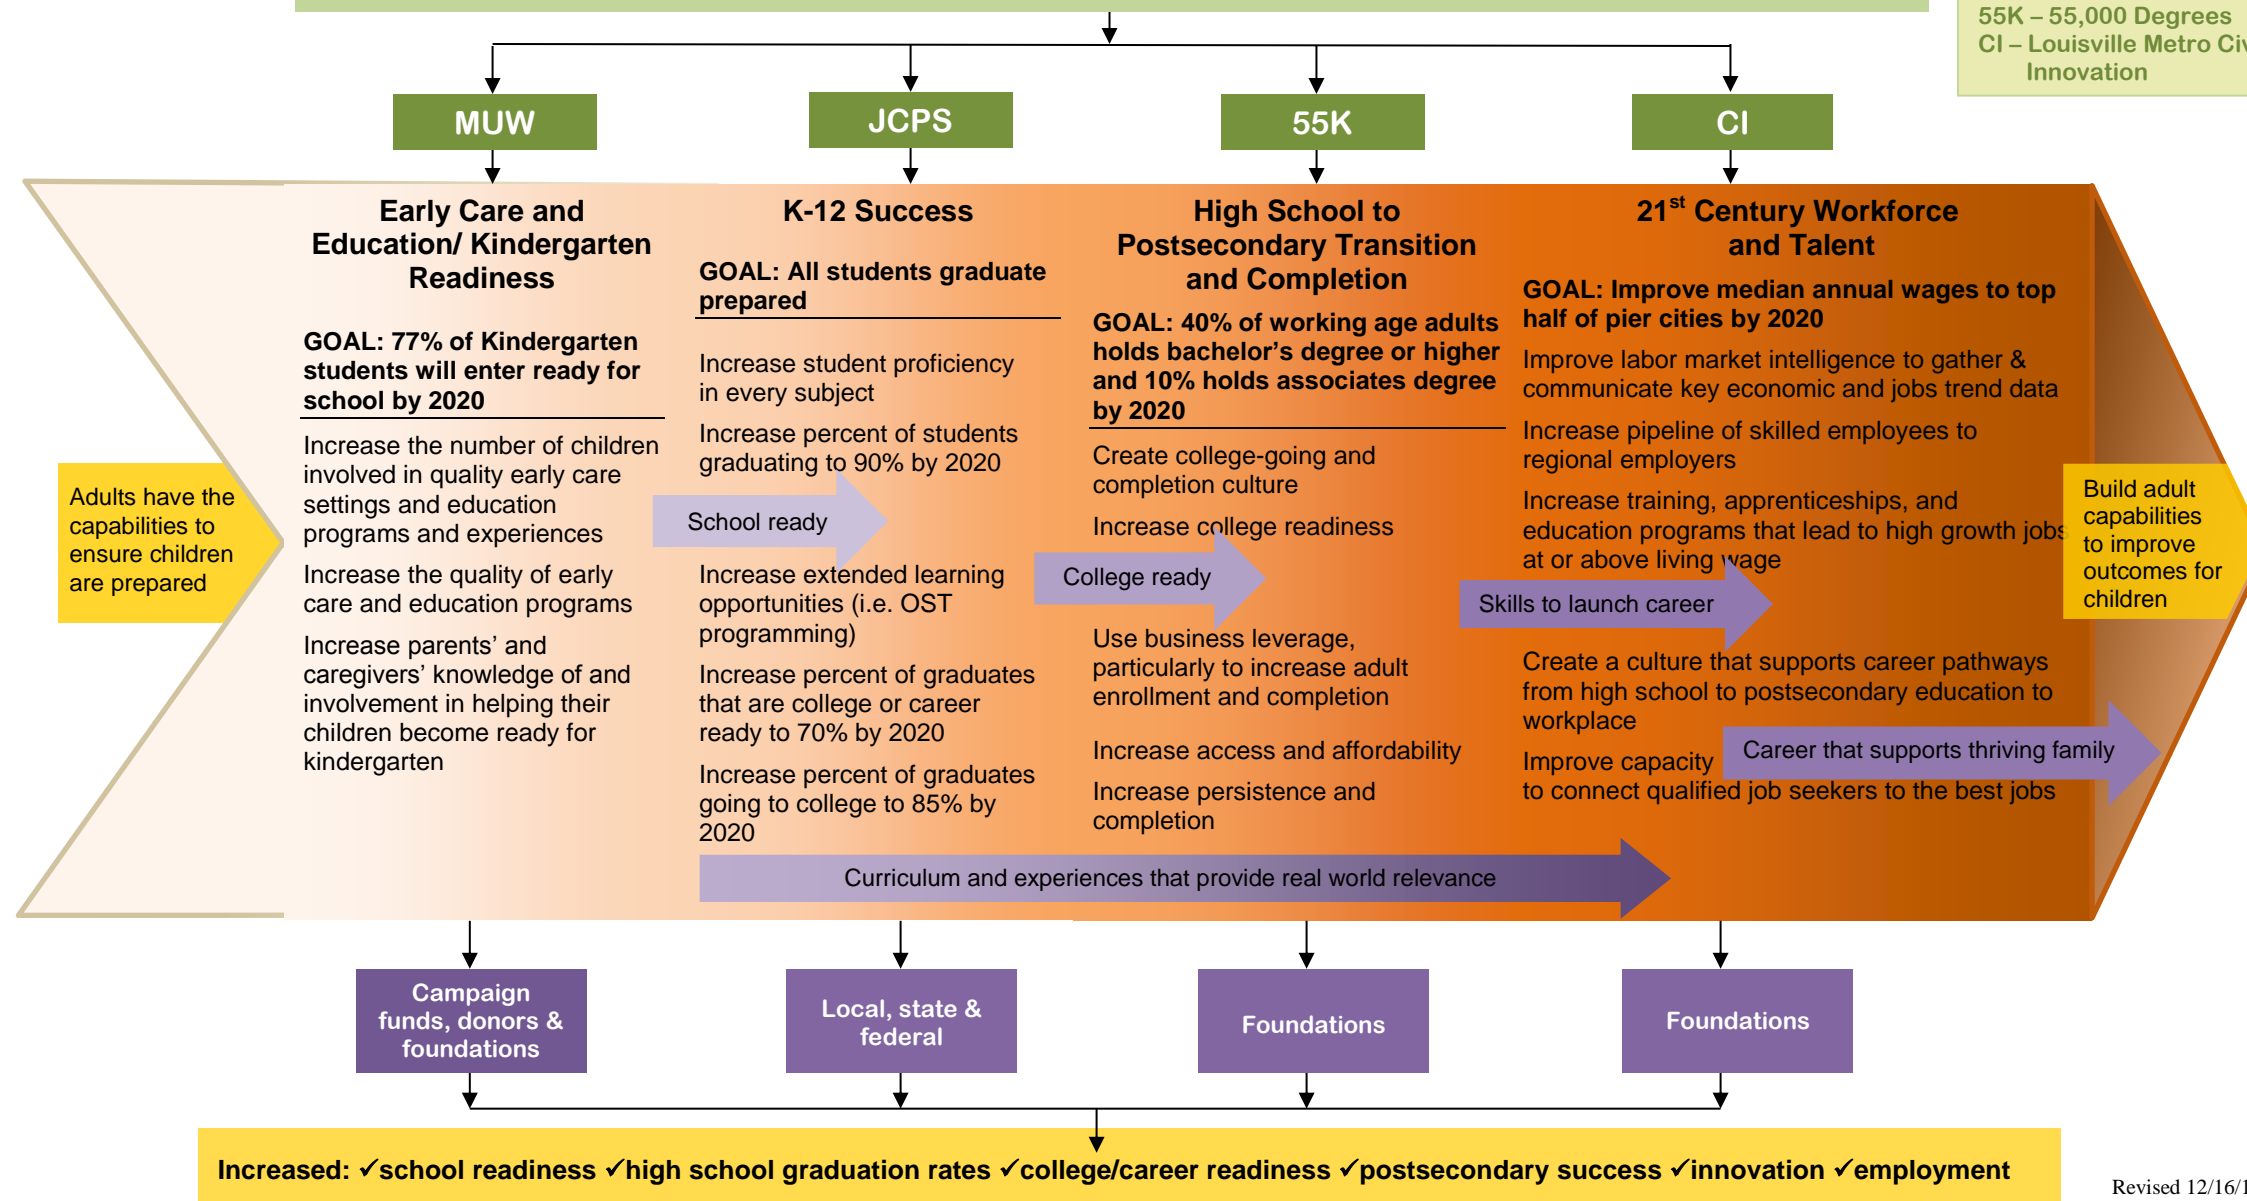 55K – 55,000 Degrees
CI – Louisville Metro
Innovation
MUW
JCPS
55K
CI
Early Care and
Education/ Kindergarten
Readiness
GOAL: 77% of Kindergarten
students will enter ready for
school by 2020
Increase the number of children
involved in quality early care
settings and education
programs and experiences
Increase the quality of early
care and education programs
Increase parents’ and
caregivers’ knowledge of and
involvement in helping their
children become ready for
kindergarten
K-12 Success
GOAL: All students graduate
prepared
Increase student proficiency
in every subject
Increase percent of students
graduating to 90% by 2020
Increase extended learning
opportunities (i.e. OST
programming)
Increase percent of graduates
that are college or career
ready to 70% by 2020
Increase percent of graduates
going to college to 85% by
2020
High School to
Postsecondary Transition
and Completion
GOAL: 40% of working age adults
holds bachelor’s degree or higher
and 10% holds associates degree
by 2020
Create college-going and
completion culture
Increase college readiness
Use business leverage,
particularly to increase adult
enrollment and completion
Increase access and affordability
Increase persistence and
completion
21st Century Workforce
and Talent
GOAL: Improve median annual wages to top
half of pier cities by 2020
Improve labor market intelligence to gather &
communicate key economic and jobs trend data
Increase pipeline of skilled employees to
regional employers
Increase training, apprenticeships, and
education programs that lead to high growth jobs
at or above living wage
Create a culture that supports career pathways
from high school to postsecondary education to
workplace
Improve capacity
to connect qualified job seekers to the best jobs
Adults have the
capabilities to
ensure children
are prepared
School ready
College ready
Skills to launch career
Career that supports thriving family
Build adult
capabilities
to improve
outcomes for
children
Curriculum and experiences that provide real world relevance
Campaign
funds, donors &
foundations
Local, state &
federal
Foundations
Foundations
Increased: ✓school readiness ✓high school graduation rates ✓college/career readiness ✓postsecondary success ✓innovation ✓employment
Revised 12/16/1